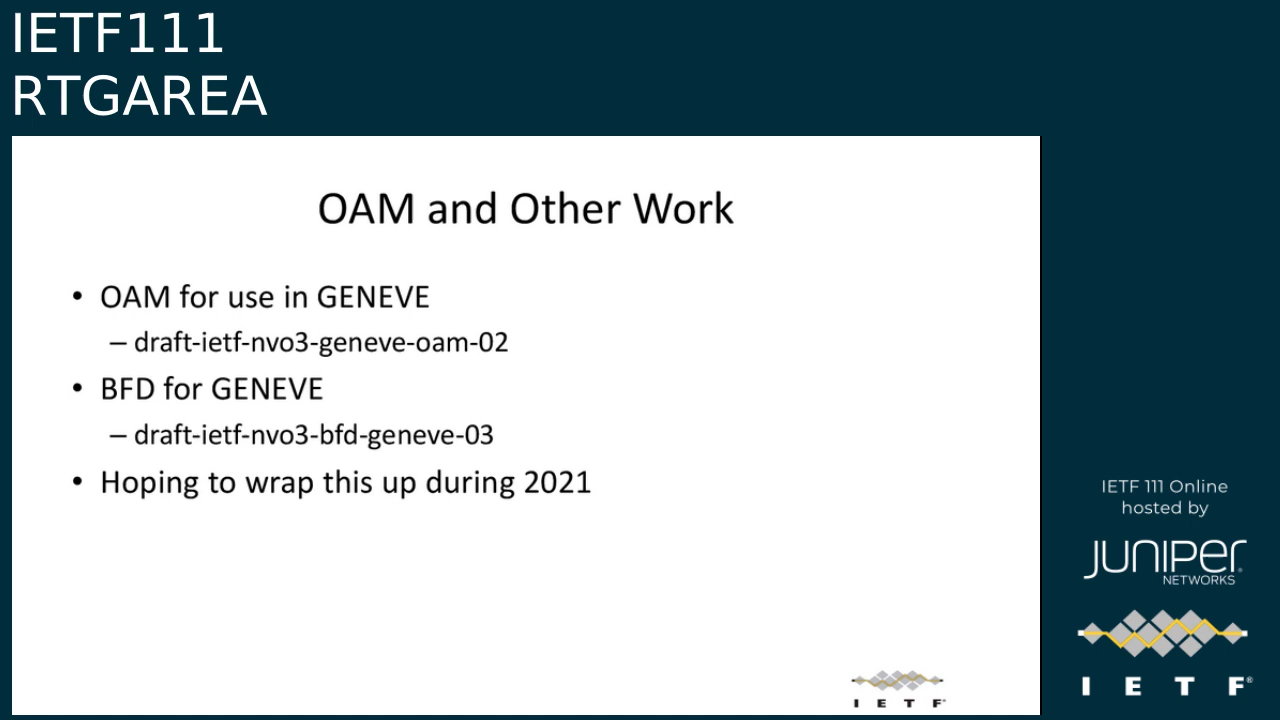 IETF111
RTGAREA
OAM and Other Work
• OAM for use in GENEVE
– draft-ietf-nvo3-geneve-oam-02
• BFD for GENEVE
– draft-ietf-nvo3-bfd-geneve-03
• Hoping to wrap this up during 2021
I E T F
IETF 111 Online
hosted by
JUNIPER
NETWORKS
I E T F®